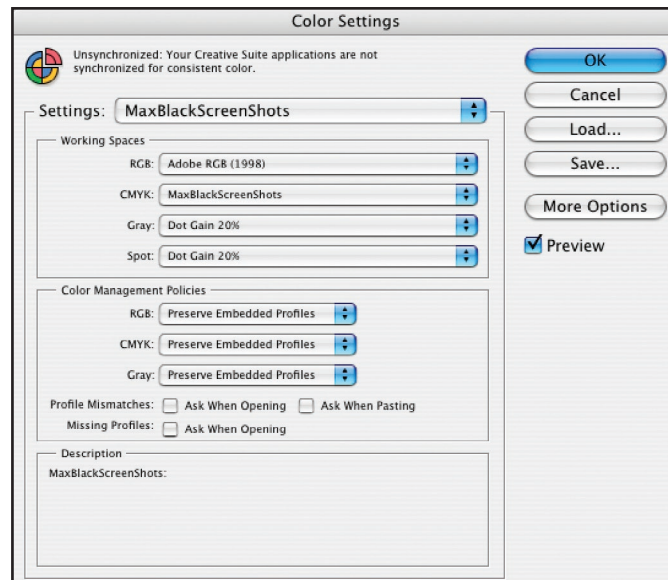 Color Settings
Unsynchronized: Your Creative Suite applications are not
synchronized for consistent color.
Settings: MaxBlackScreenShots
Working Spaces
RGB: Adobe RGB (1998)
CMYK: MaxBlackScreenShots
Gray: Dot Gain 20%
Spot: Dot Gain 20%
Color Management Policies
RGB: Preserve Embedded Profiles
CMYK: Preserve Embedded Profiles
Gray: Preserve Embedded Profiles
Profile Mismatches: Ask When Opening Ask When Pasting
Missing Profiles: Ask When Opening
Description
MaxBlackScreenShots:
OK
Cancel
Load...
Save...
More Options
Preview